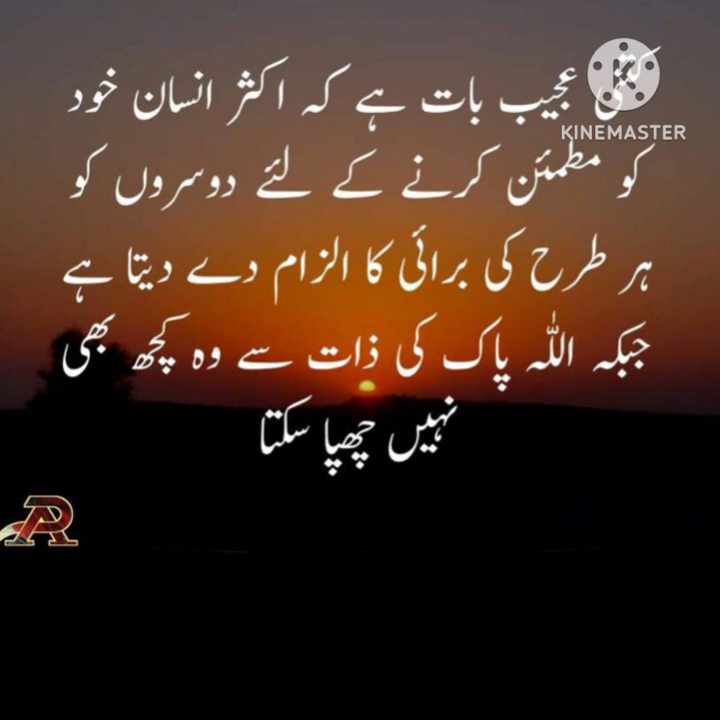 کتنی عجیب بات ہے کہ اکثر انسان خود
KINEMASTER
کو مطمئن کرنے کے لئے دوسروں کو
ہر طرح کی برائی کا الزام دے دیتا ہے
جبکہ اللہ پاک کی ذات سے وہ کچھ بھی
نہیں چھپا سکتا
AR